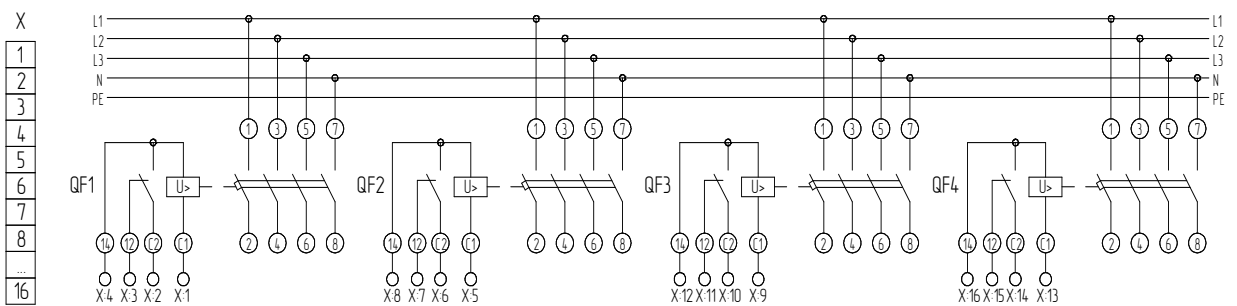 X
1
2
3
4
5
6
7
8
...
16
L1 L1
L2 L2
L3 L3
N N
PE PE
1 3 5 7 1 3 5 7 1 3 5 7 1 3 5 7
QF1 U> QF2 U> QF3 U> QF4 U>
14 12 C2 C1 2 4 6 8 14 12 C2 C1 2 4 6 8 14 12 C2 C1 2 4 6 8 14 12 C2 C1 2 4 6 8
X:4 X:3 X:2 X:1 X:8 X:7 X:6 X:5 X:12 X:11 X:10 X:9 X:16 X:15 X:14 X:13